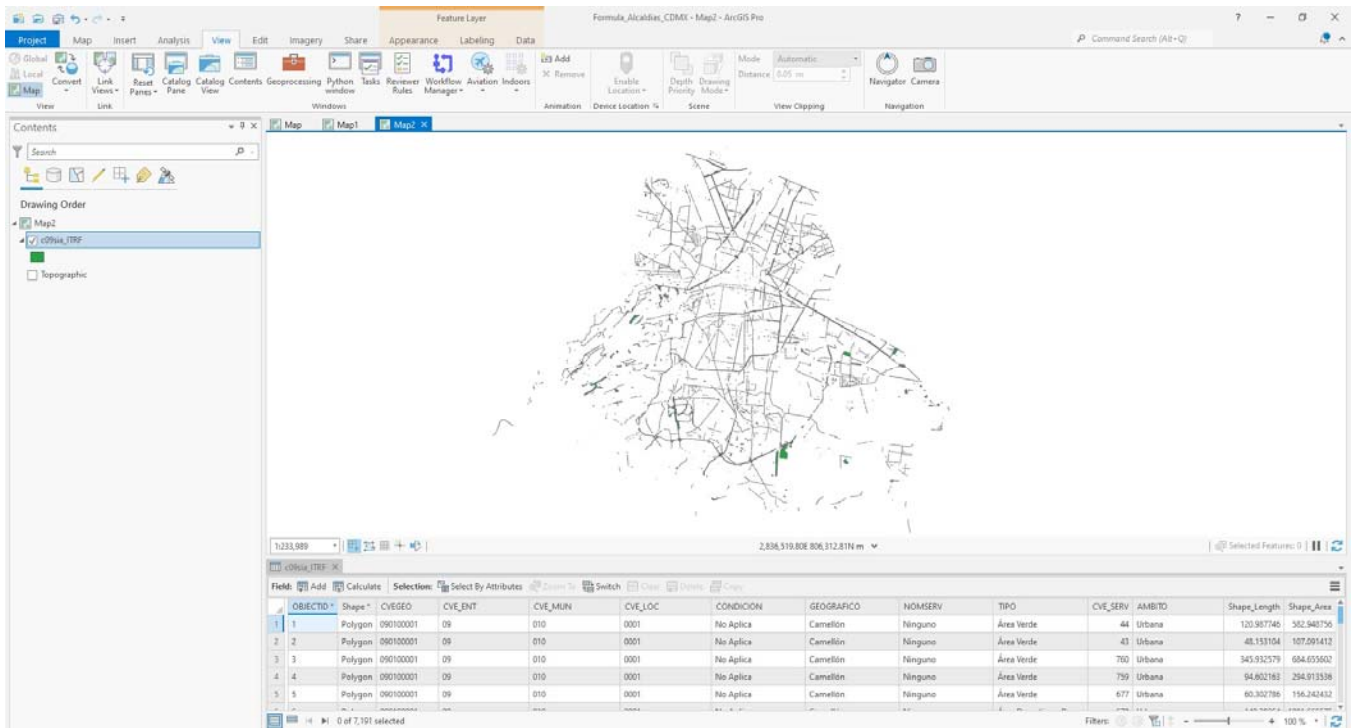 Feature Layer
Formula_Alcaldias_CDMX - Map2 - ArcGIS Pro
? — X
Project Map Insert Analysis View Edit Imagery Share Appearance Labeling Data
Command Search (Alt+Q)
Global
Local
Map
Convert
Link Views
Reset Panes
Catalog Pane
Catalog View
Contents
Geoprocessing
Python window
Tasks
Reviewer Rules
Workflow Manager
Aviation
Indoors
Add
Remove
Enable Location
Depth Priority
Drawing Mode
Mode Automatic
Distance 0.05 m
Navigator
Camera
View Link Windows Animation Device Location Scene View Clipping Navigation
Contents
Map Map1 Map2
Search
Drawing Order
Map2
c09sia_ITRF
Topographic
1:233,989
2,836,519.80E 806,312.81N m
Selected Features: 0
c09sia_ITRF
Field: Add Calculate Selection: Select By Attributes Zoom To Switch Clear Delete Copy
OBJECTID * Shape * CVEGEO CVE_ENT CVE_MUN CVE_LOC CONDICION GEOGRAFICO NOMSERV TIPO CVE_SERV AMBITO Shape_Length Shape_Area
1 1 Polygon 090100001 09 010 0001 No Aplica Camellón Ninguno Área Verde 44 Urbana 120.987746 582.948756
2 2 Polygon 090100001 09 010 0001 No Aplica Camellón Ninguno Área Verde 43 Urbana 48.153104 107.091412
3 3 Polygon 090100001 09 010 0001 No Aplica Camellón Ninguno Área Verde 760 Urbana 345.932579 684.655602
4 4 Polygon 090100001 09 010 0001 No Aplica Camellón Ninguno Área Verde 759 Urbana 94.602163 294.913536
5 5 Polygon 090100001 09 010 0001 No Aplica Camellón Ninguno Área Verde 677 Urbana 60.302786 156.242432
0 of 7,191 selected
Filters:
100 %